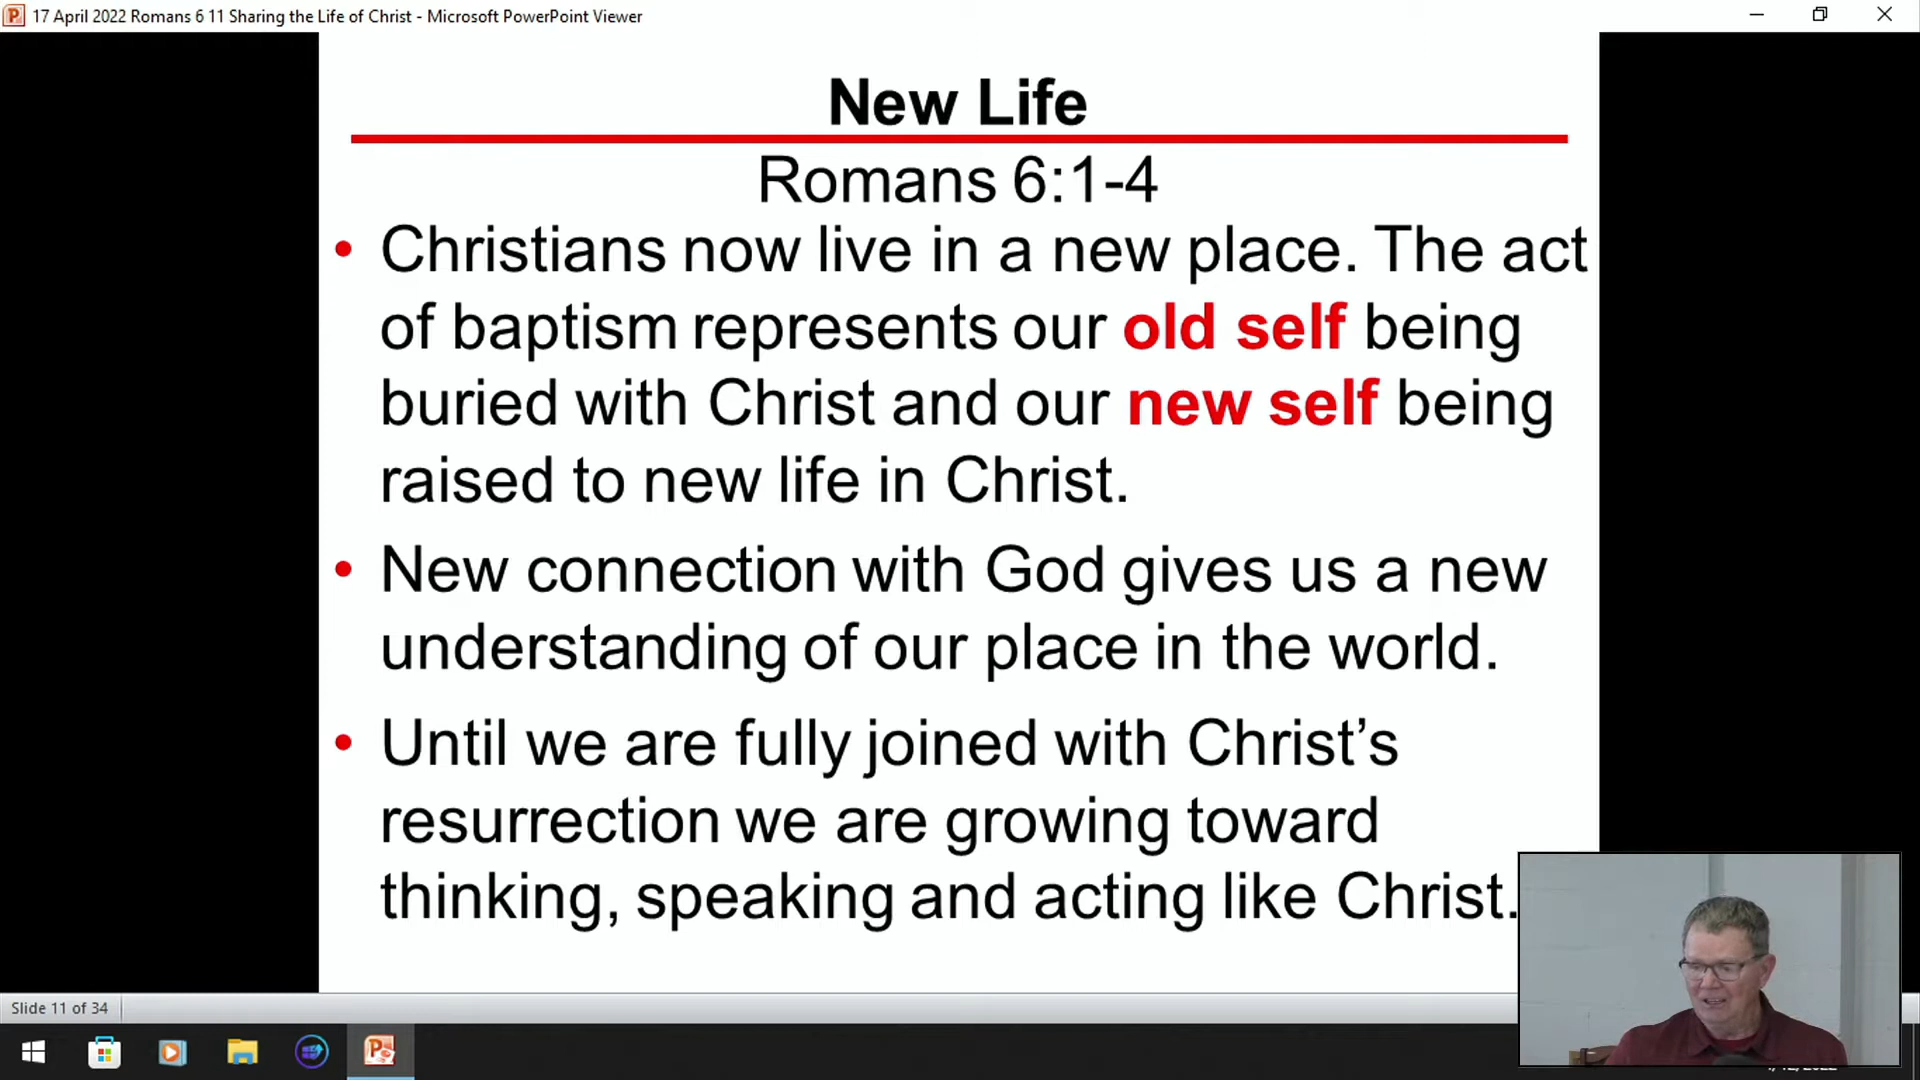 17 April 2022 Romans 6 11 Sharing the Life of Christ - Microsoft PowerPoint Viewer
New Life
Romans 6:1-4
• Christians now live in a new place. The act
of baptism represents our old self being
buried with Christ and our new self being
raised to new life in Christ.
• New connection with God gives us a new
understanding of our place in the world.
• Until we are fully joined with Christ’s
resurrection we are growing toward
thinking, speaking and acting like Christ.
Slide 11 of 34